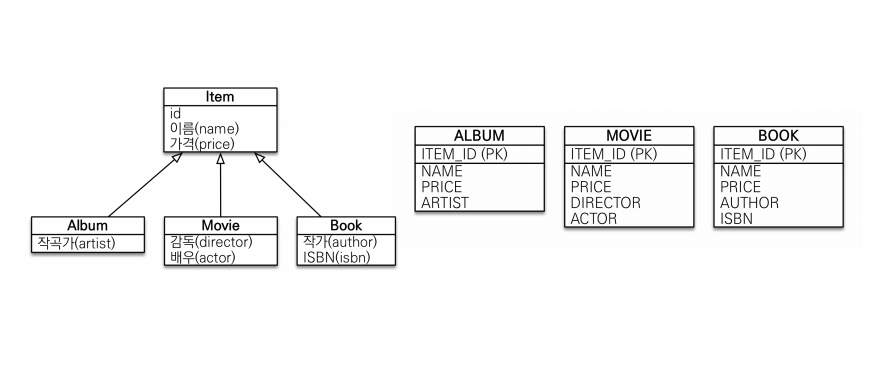 Item
id
이름(name)
가격(price)
Album
작곡가(artist)
Movie
감독(director)
배우(actor)
Book
작가(author)
ISBN(isbn)
ALBUM
ITEM_ID (PK)
NAME
PRICE
ARTIST
MOVIE
ITEM_ID (PK)
NAME
PRICE
DIRECTOR
ACTOR
BOOK
ITEM_ID (PK)
NAME
PRICE
AUTHOR
ISBN